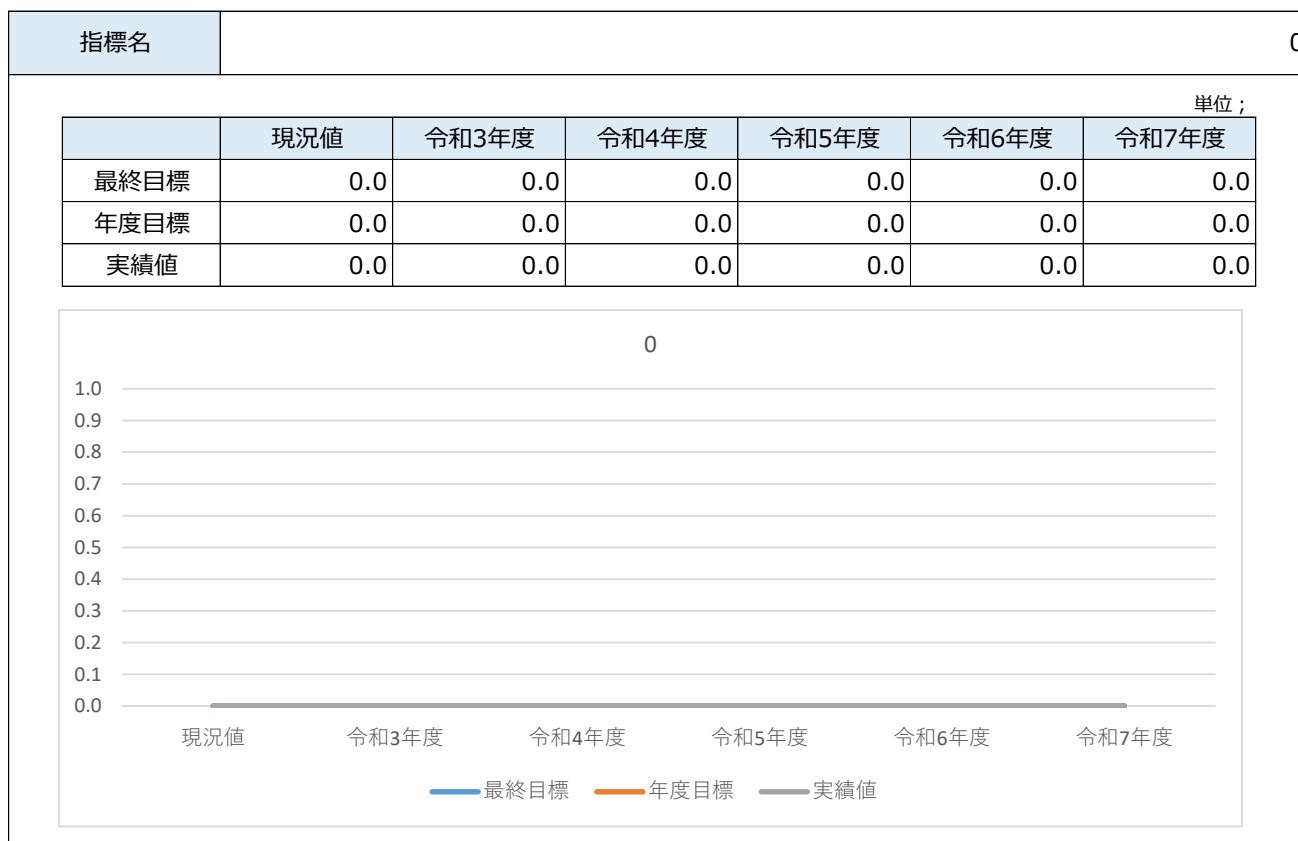 指標名 0
単位；
現況値 令和3年度 令和4年度 令和5年度 令和6年度 令和7年度
最終目標 0.0 0.0 0.0 0.0 0.0 0.0
年度目標 0.0 0.0 0.0 0.0 0.0 0.0
実績値 0.0 0.0 0.0 0.0 0.0 0.0
0
1.0
0.9
0.8
0.7
0.6
0.5
0.4
0.3
0.2
0.1
0.0
現況値 令和3年度 令和4年度 令和5年度 令和6年度 令和7年度
最終目標 年度目標 実績値